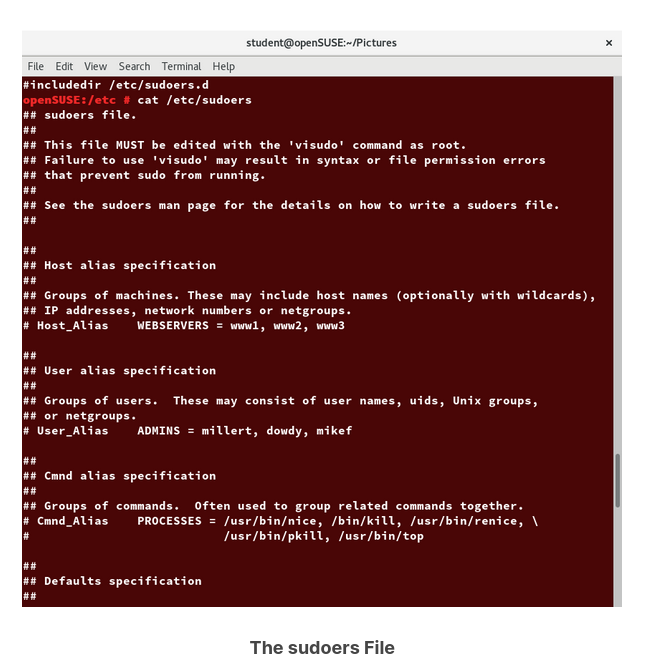 student@openSUSE:~/Pictures
×
File Edit View Search Terminal Help
#includedir /etc/sudoers.d
openSUSE:/etc # cat /etc/sudoers
## sudoers file.
##
## This file MUST be edited with the 'visudo' command as root.
## Failure to use 'visudo' may result in syntax or file permission errors
## that prevent sudo from running.
##
## See the sudoers man page for the details on how to write a sudoers file.
##
##
## Host alias specification
##
## Groups of machines. These may include host names (optionally with wildcards),
## IP addresses, network numbers or netgroups.
# Host_Alias    WEBSERVERS = www1, www2, www3
##
## User alias specification
##
## Groups of users.  These may consist of user names, uids, Unix groups,
## or netgroups.
# User_Alias    ADMINS = millert, dowdy, mikef
##
## Cmnd alias specification
##
## Groups of commands.  Often used to group related commands together.
# Cmnd_Alias    PROCESSES = /usr/bin/nice, /bin/kill, /usr/bin/renice, \
#                           /usr/bin/pkill, /usr/bin/top
##
## Defaults specification
##
The sudoers File